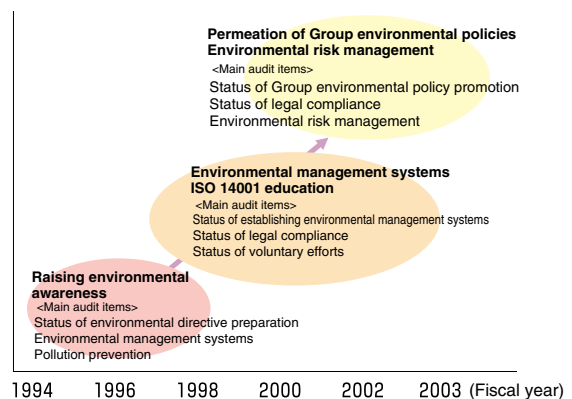 Permeation of Group environmental policies
Environmental risk management
<Main audit items>
Status of Group environmental policy promotion
Status of legal compliance
Environmental risk management
Environmental management systems
ISO 14001 education
<Main audit items>
Status of establishing environmental management systems
Status of legal compliance
Status of voluntary efforts
Raising environmental
awareness
<Main audit items>
Status of environmental directive preparation
Environmental management systems
Pollution prevention
1994 1996 1998 2000 2002 2003 (Fiscal year)